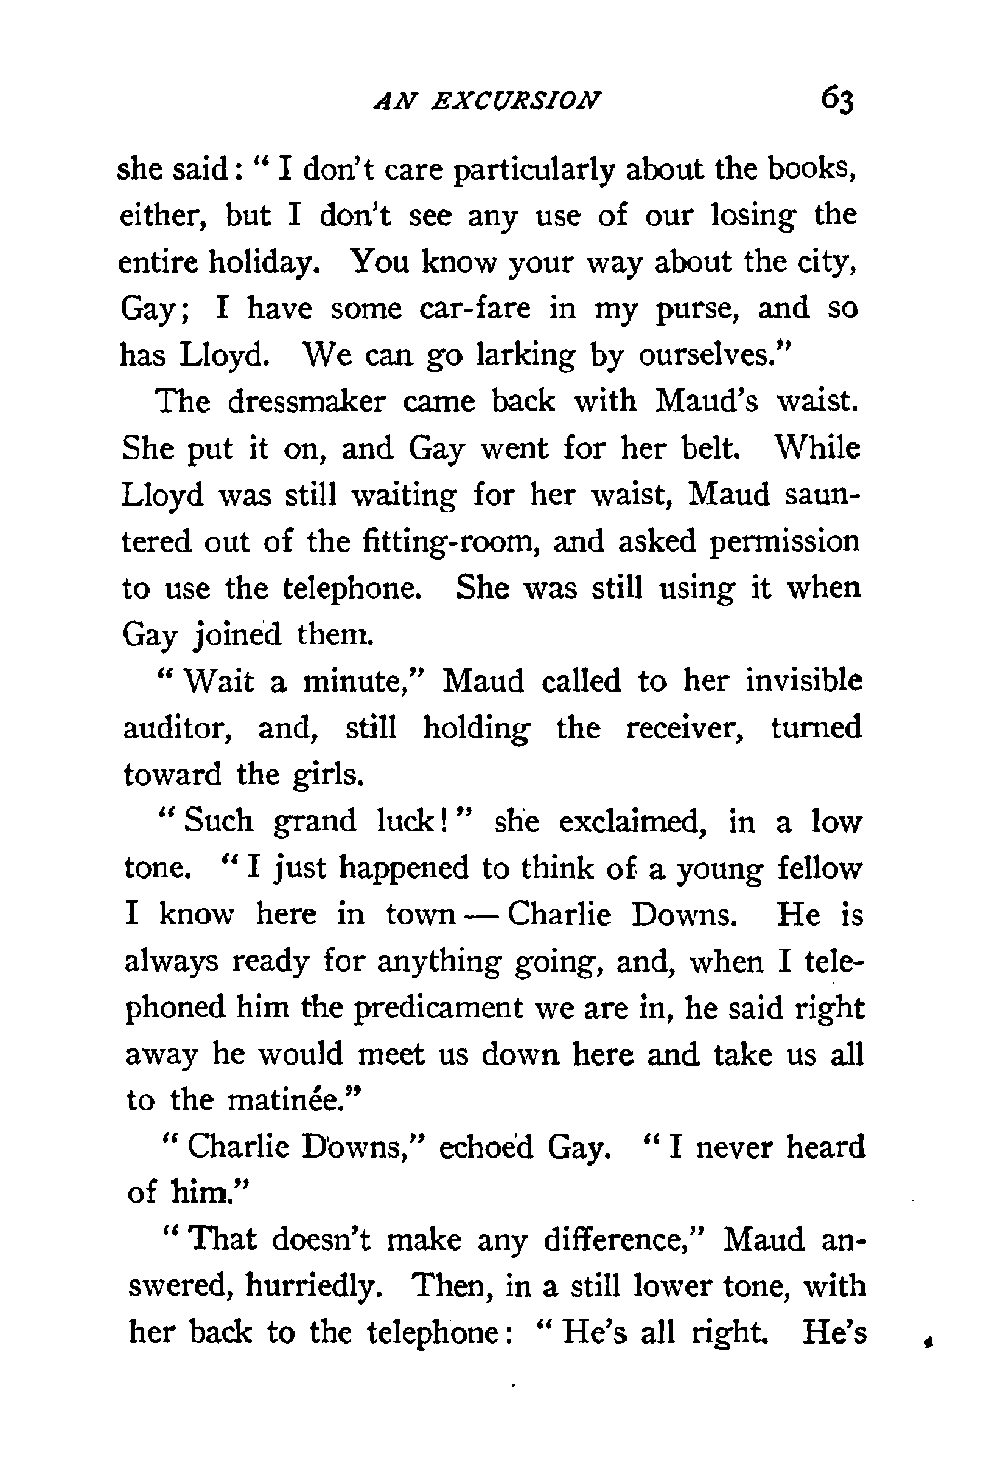 AN EXCURSION 63
she said: " I don't care particularly about the books,
either, but I don't see any use of our losing the
entire holiday. You know your way about the city,
Gay; I have some car-fare in my purse, and so
has Lloyd. We can go larking by ourselves."
The dressmaker came back with Maud's waist.
She put it on, and Gay went for her belt. While
Lloyd was still waiting for her waist, Maud saun-
tered out of the fitting-room, and asked permission
to use the telephone. She was still using it when
Gay joined them.
" Wait a minute," Maud called to her invisible
auditor, and, still holding the receiver, turned
toward the girls.
" Such grand luck! " she exclaimed, in a low
tone. " I just happened to think of a young fellow
I know here in town — Charlie Downs. He is
always ready for anything going, and, when I tele-
phoned him the predicament we are in, he said right
away he would meet us down here and take us all
to the matinée."
" Charlie Downs," echoed Gay. " I never heard
of him."
" That doesn't make any difference," Maud an-
swered, hurriedly. Then, in a still lower tone, with
her back to the telephone: " He's all right. He's